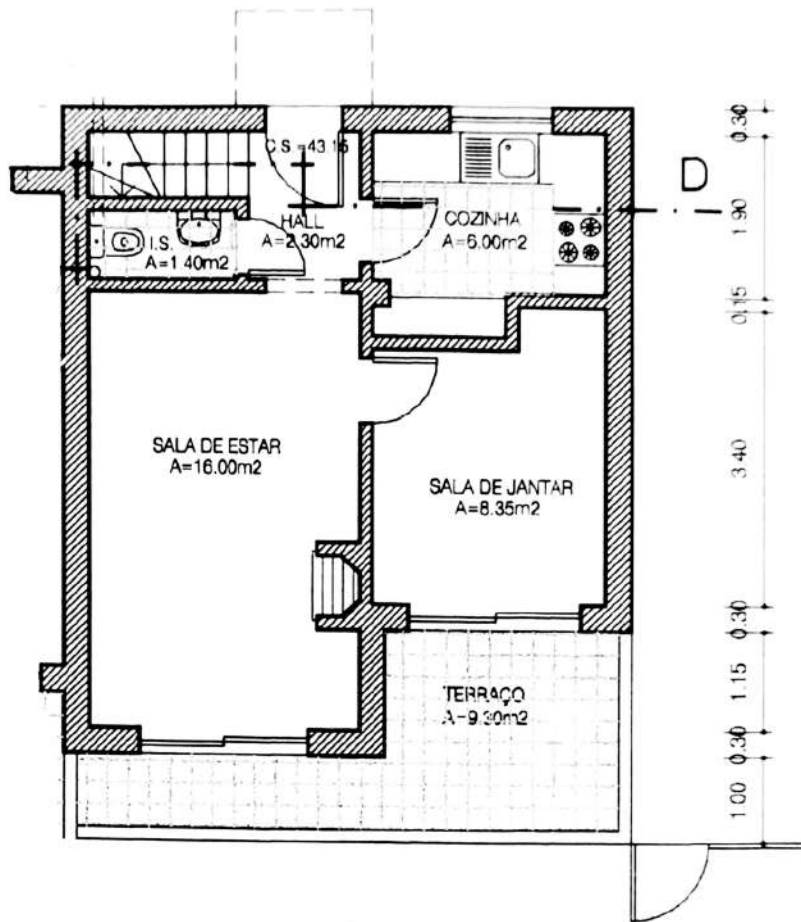 C.S.=43.16
HALL
A=2.30m2
I.S.
A=1.40m2
COZINHA
A=6.00m2
D
SALA DE ESTAR
A=16.00m2
SALA DE JANTAR
A=8.35m2
TERRAÇO
A=9.30m2
0.30
1.90
0.15
3.40
0.30
1.15
0.30
1.00